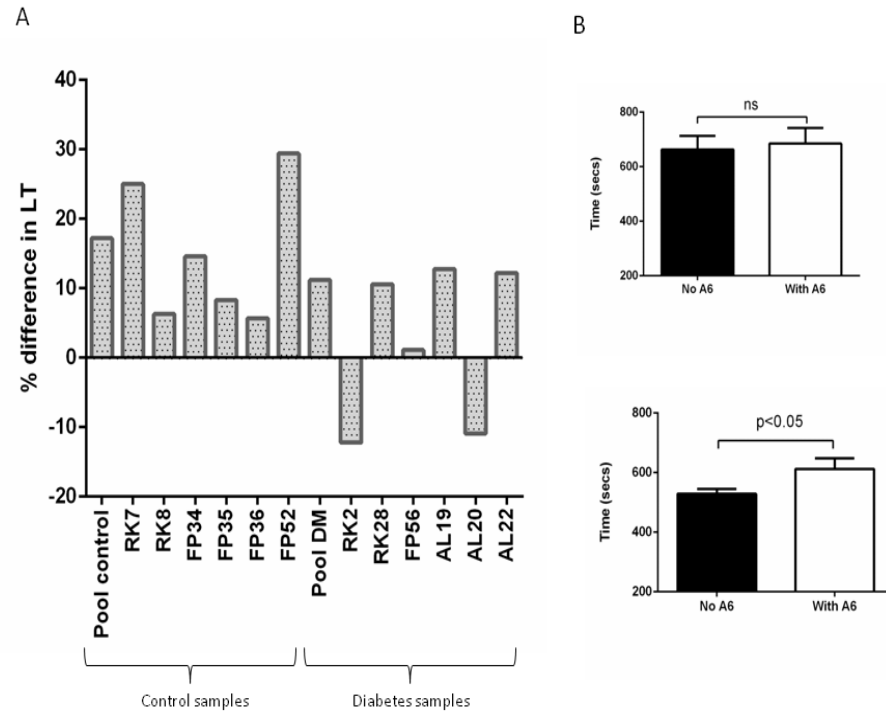 A
% difference in LT
40
30
20
10
0
-10
-20
Pool control
RK7
RK8
FP34
FP35
FP36
FP52
Pool DM
RK2
RK28
FP56
AL19
AL20
AL22
Control samples
Diabetes samples
B
ns
Time (secs)
800
600
400
200
No A6
With A6
p<0.05
Time (secs)
800
600
400
200
No A6
With A6